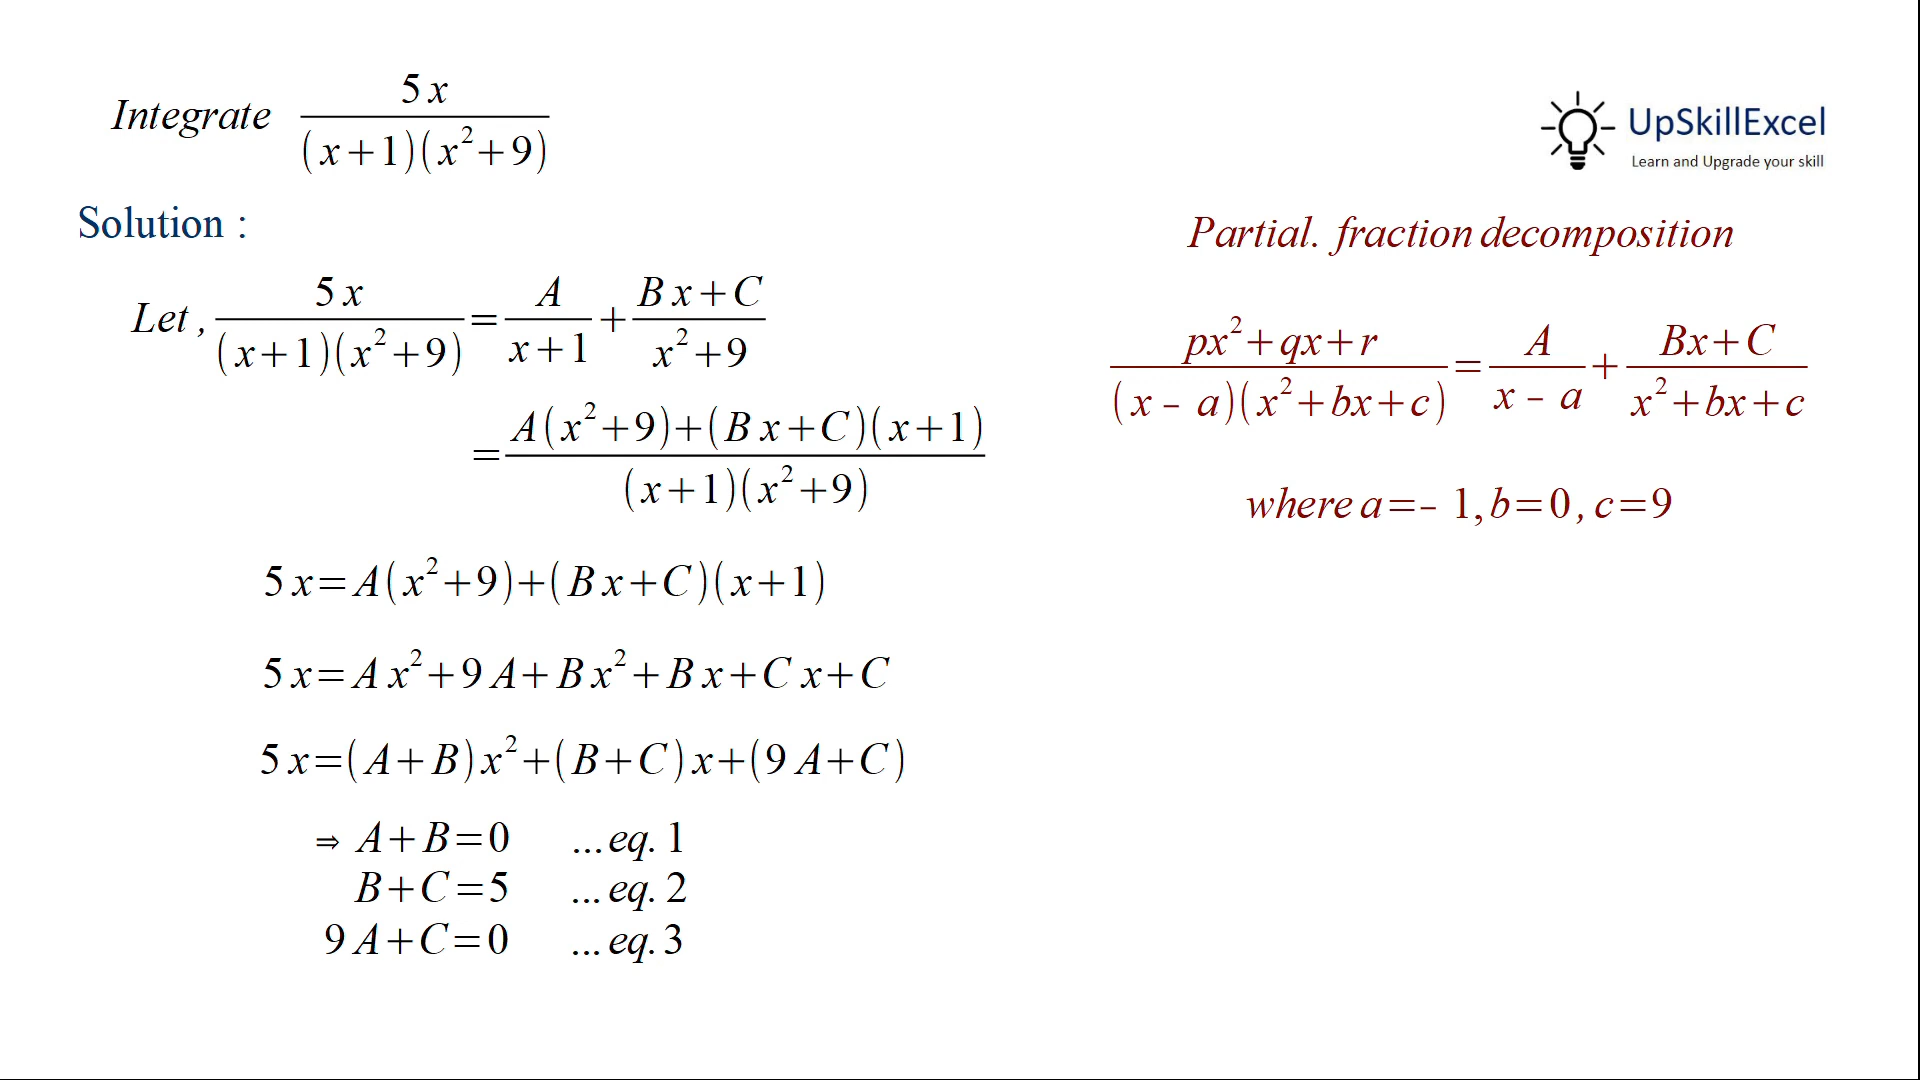 Integrate 5x/((x+1)(x²+9))
UpSkillExcel
Learn and Upgrade your skill
Solution :
Let , 5x/((x+1)(x²+9)) = A/(x+1) + (Bx+C)/(x²+9)
= (A(x²+9)+(Bx+C)(x+1))/((x+1)(x²+9))
5x=A(x²+9)+(Bx+C)(x+1)
5x=Ax²+9A+Bx²+Bx+Cx+C
5x=(A+B)x²+(B+C)x+(9A+C)
⇒ A+B=0 ...eq. 1
B+C=5 ...eq. 2
9A+C=0 ...eq. 3
Partial. fraction decomposition
(px²+qx+r)/((x – a)(x²+bx+c)) = A/(x – a) + (Bx+C)/(x²+bx+c)
where a=– 1, b=0, c=9